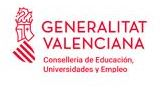 GENERALITAT
VALENCIANA
Conselleria de Educación,
Universidades y Empleo